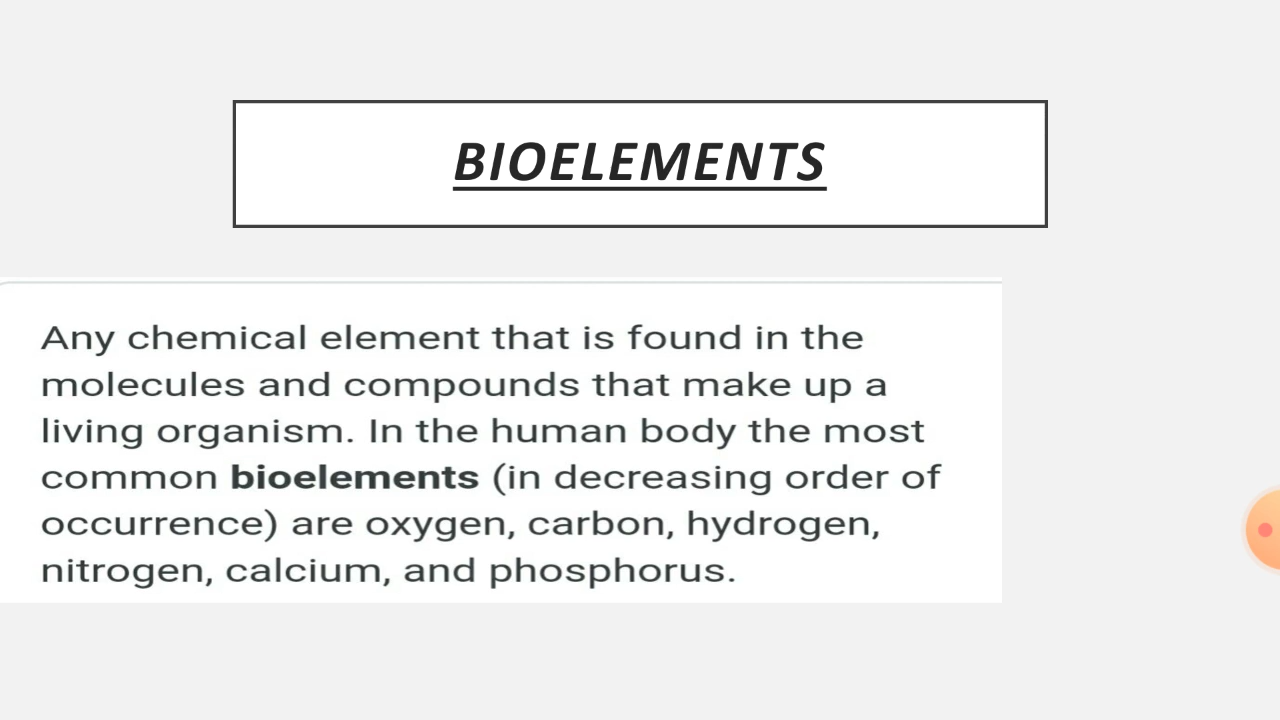 BIOELEMENTS
Any chemical element that is found in the
molecules and compounds that make up a
living organism. In the human body the most
common bioelements (in decreasing order of
occurrence) are oxygen, carbon, hydrogen,
nitrogen, calcium, and phosphorus.